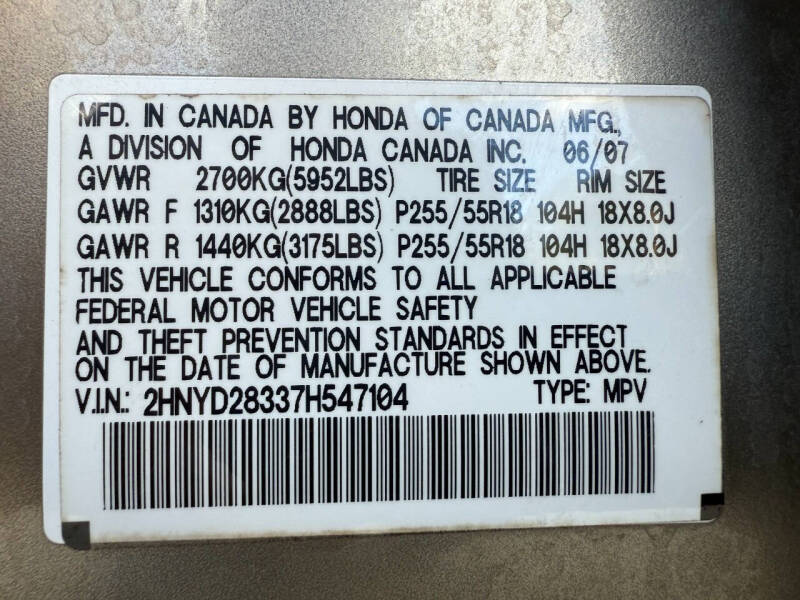 MFD. IN CANADA BY HONDA OF CANADA MFG.,
A DIVISION OF HONDA CANADA INC. 06/07
GVWR 2700KG(5952LBS) TIRE SIZE RIM SIZE
GAWR F 1310KG(2888LBS) P255/55R18 104H 18X8.0J
GAWR R 1440KG(3175LBS) P255/55R18 104H 18X8.0J
THIS VEHICLE CONFORMS TO ALL APPLICABLE
FEDERAL MOTOR VEHICLE SAFETY
AND THEFT PREVENTION STANDARDS IN EFFECT
ON THE DATE OF MANUFACTURE SHOWN ABOVE.
V.I.N.: 2HNYD28337H547104 TYPE: MPV